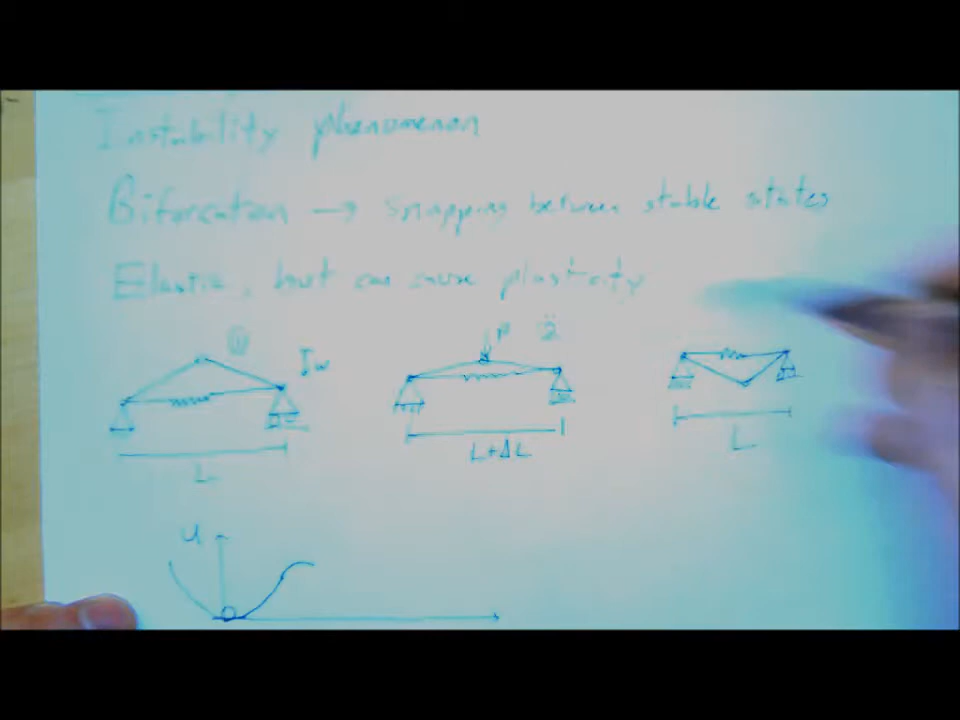 Instability phenomenon
Bifurcation → Snapping between stable states
Elastic, but can cause plasticity
① P ②
L
L+ΔL
L
U